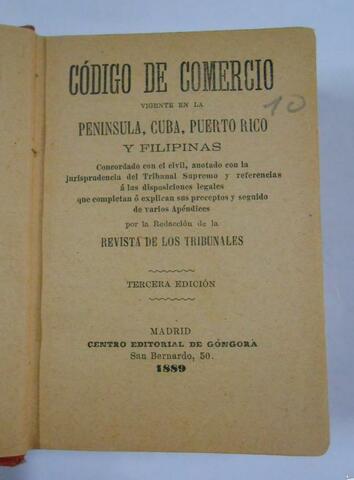 CÓDIGO DE COMERCIO
VIGENTE EN LA
PENINSULA, CUBA, PUERTO RICO
Y FILIPINAS
10
Concordado con el civil, anotado con la
jurisprudencia del Tribunal Supremo y referencias
á las disposiciones legales
que completan ó explican sus preceptos y seguido
de varios Apéndices
por la Redacción de la
REVISTA DE LOS TRIBUNALES
TERCERA EDICIÓN
MADRID
CENTRO EDITORIAL DE GÓNGORA
San Bernardo, 50.
1889